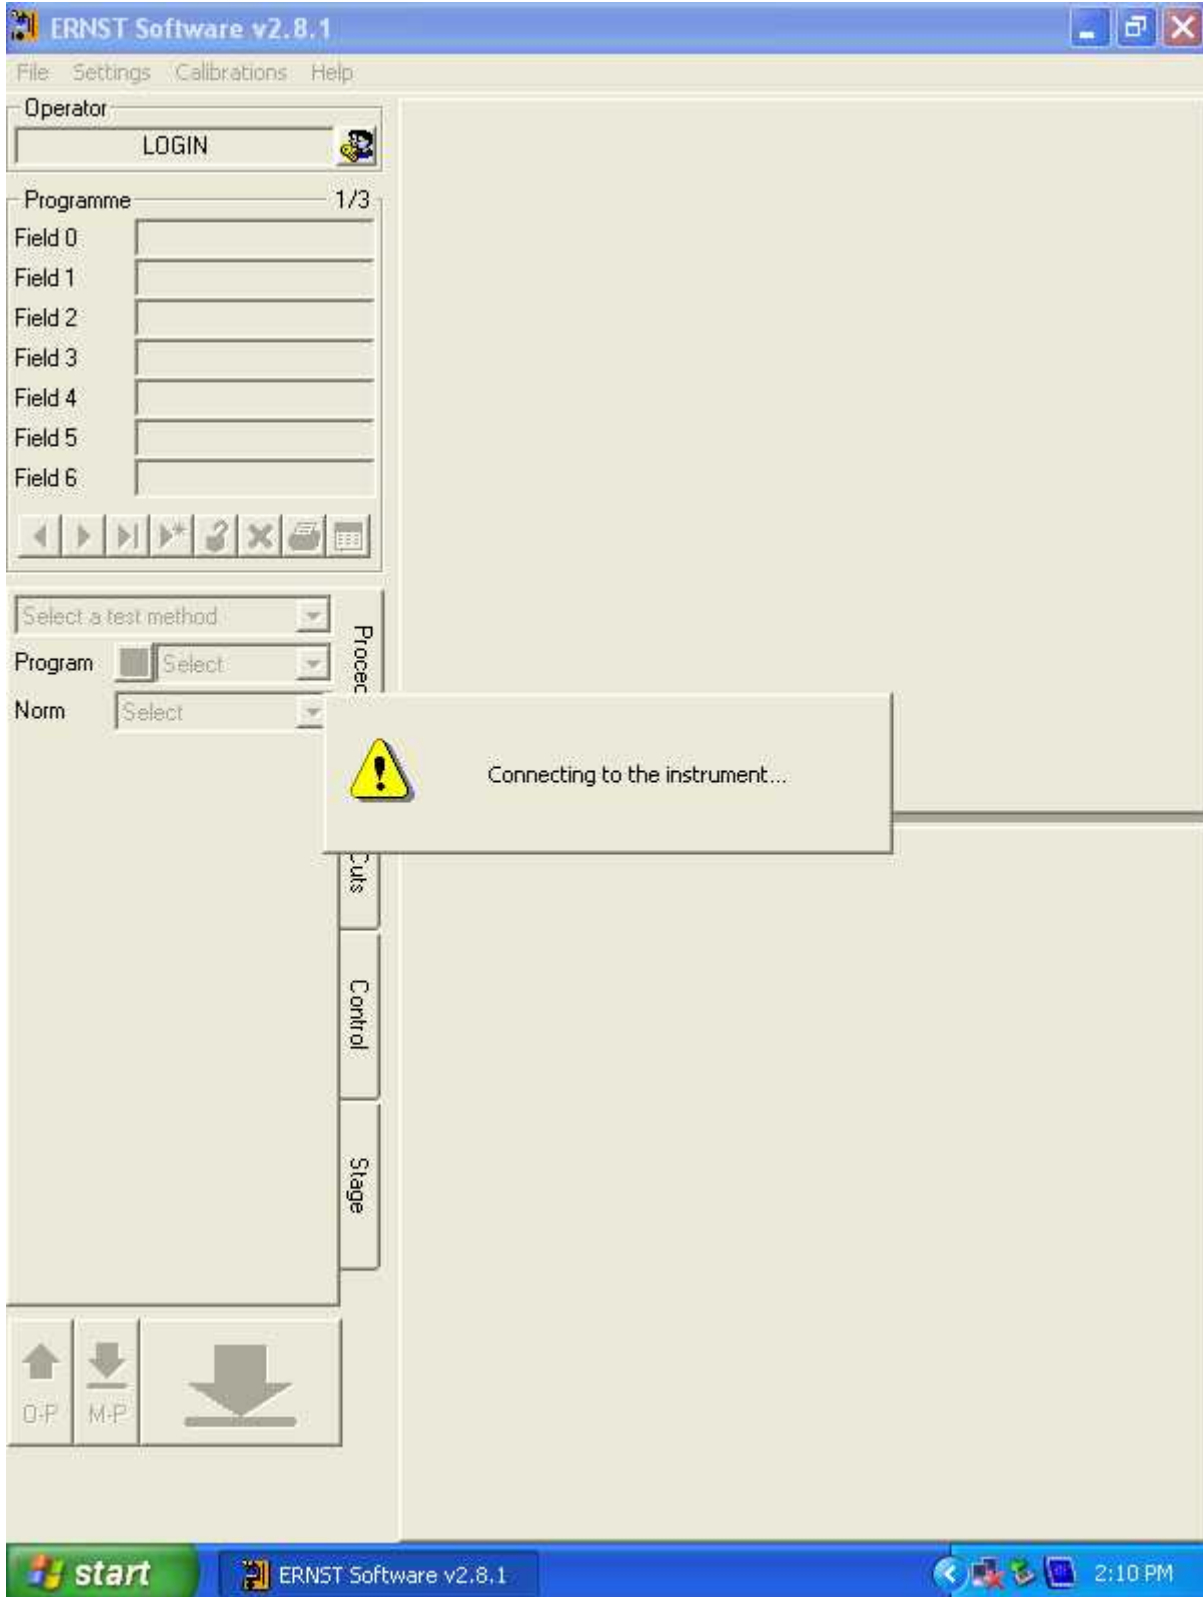 ERNST Software v2.8.1
File Settings Calibrations Help
Operator
LOGIN
Programme 1/3
Field 0
Field 1
Field 2
Field 3
Field 4
Field 5
Field 6
Select a test method
Program Select
Norm Select
Proced
Connecting to the instrument...
Cuts
Control
Stage
0-P M-P
start ERNST Software v2.8.1 2:10 PM